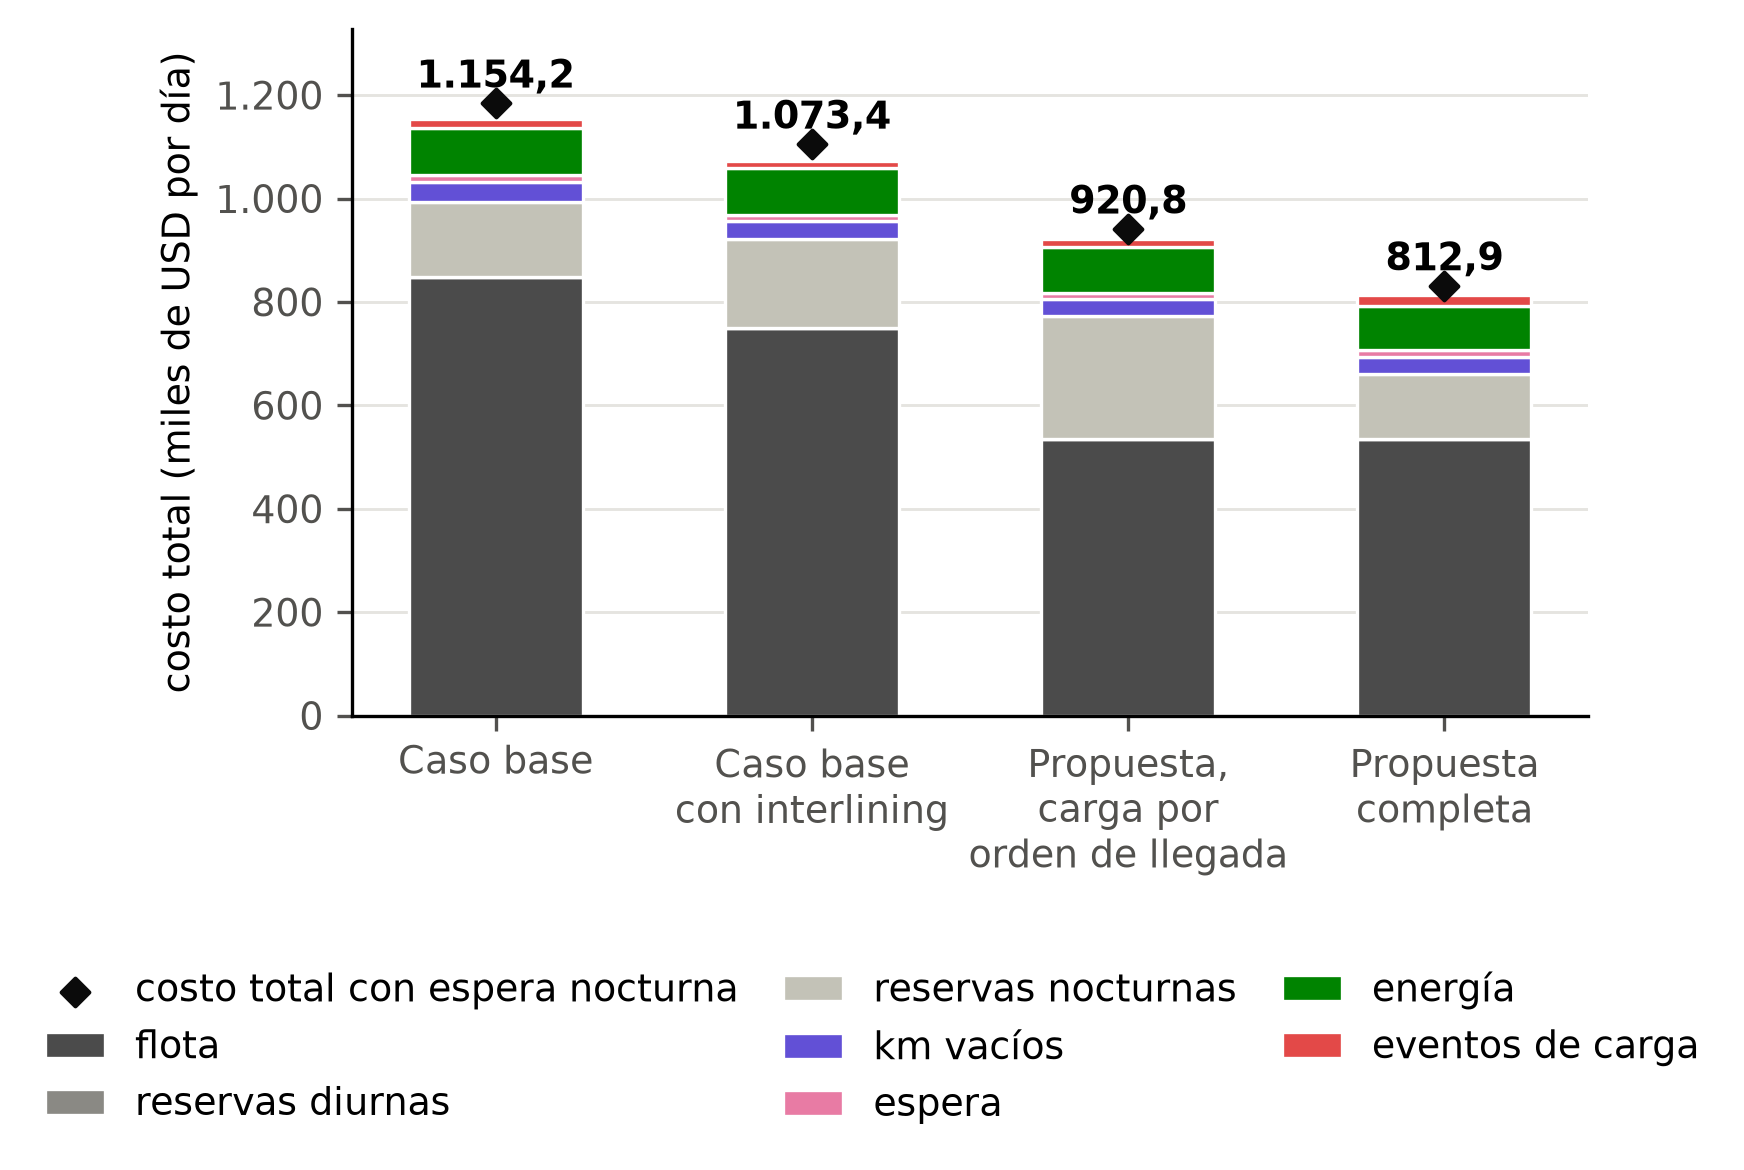 costo total (miles de USD por día)
1.200
1.000
800
600
400
200
0
1.154,2
1.073,4
920,8
812,9
Caso base
Caso base
con interlining
Propuesta,
carga por
orden de llegada
Propuesta
completa
costo total con espera nocturna
flota
reservas diurnas
reservas nocturnas
km vacíos
espera
energía
eventos de carga